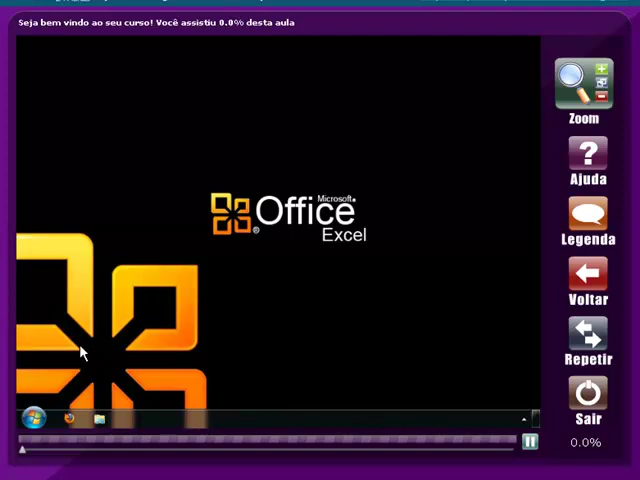 Seja bem vindo ao seu curso! Você assistiu 0.0% desta aula
Zoom
Ajuda
Microsoft®
Office®
Excel
Legenda
Voltar
Repetir
Sair
0.0%